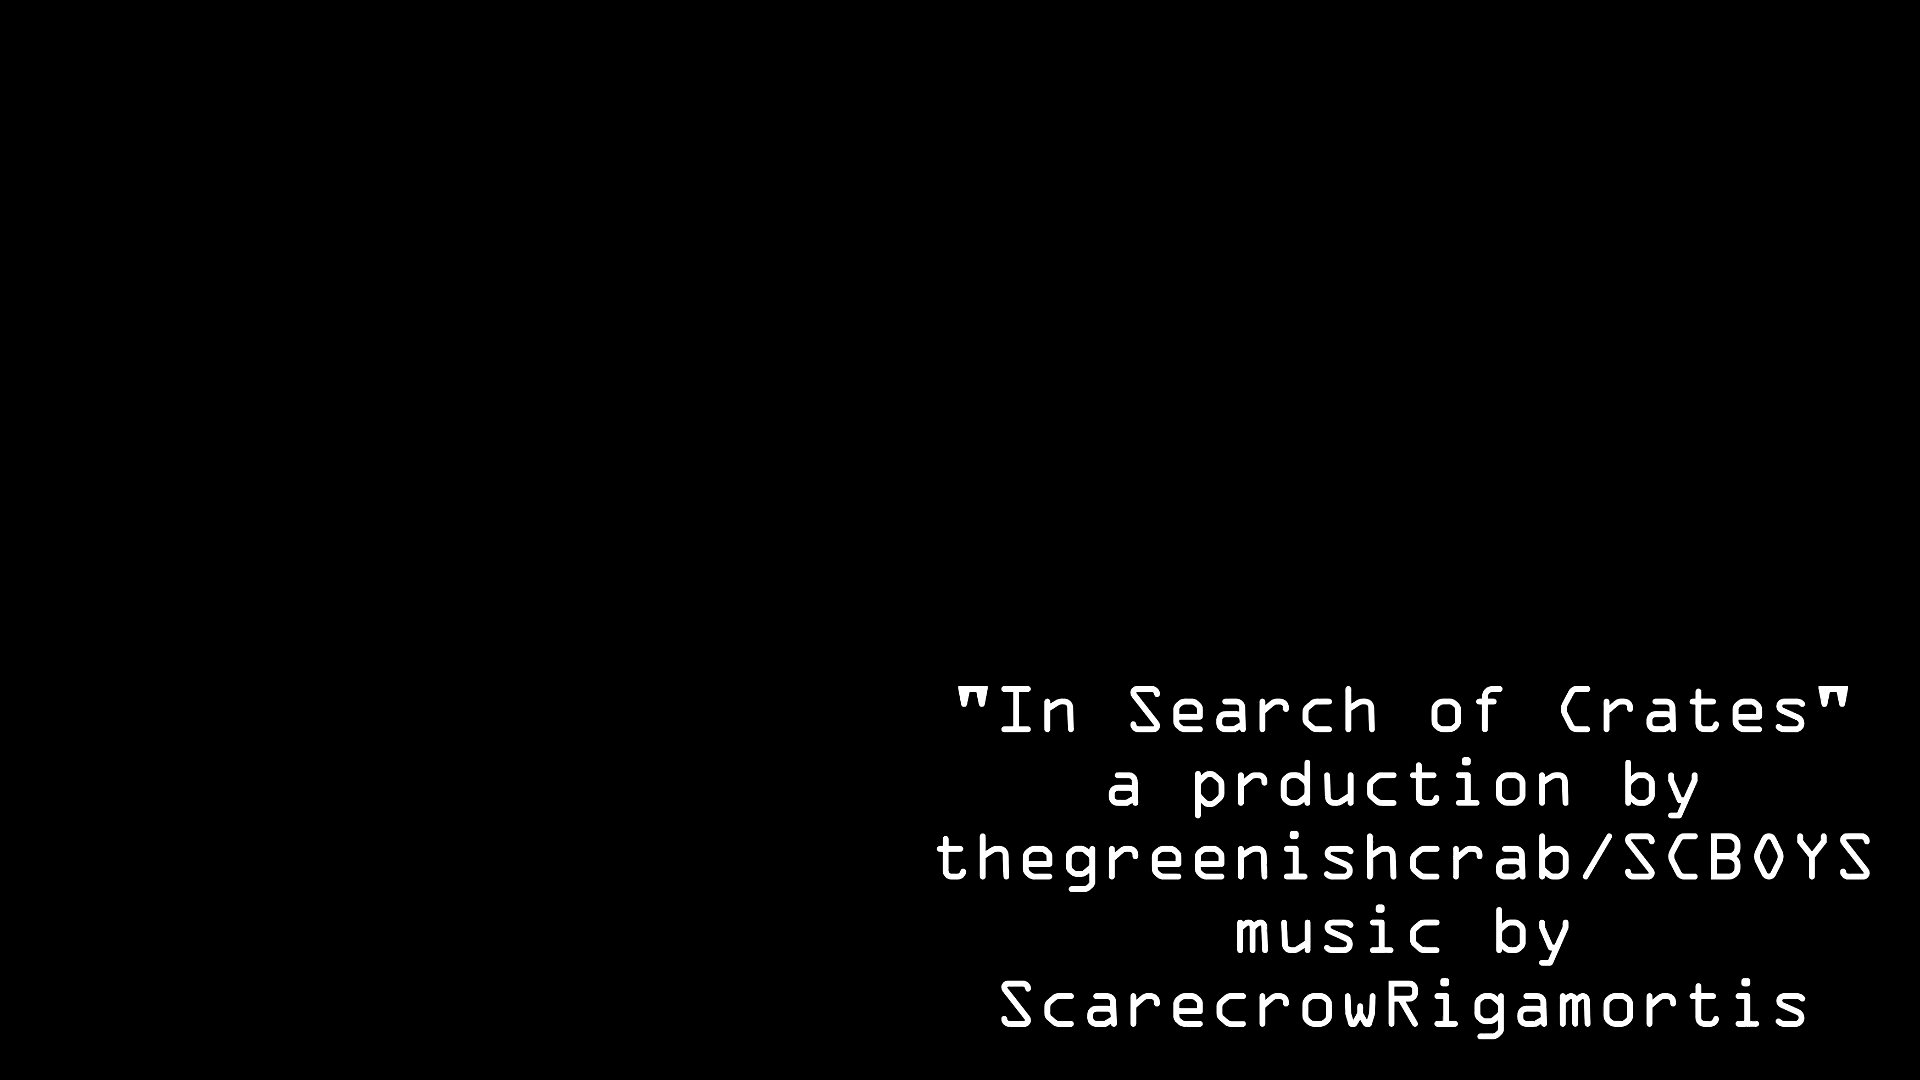 "In Search of Crates"
a prduction by
thegreenishcrab/SCBOYS
music by
ScarecrowRigamortis